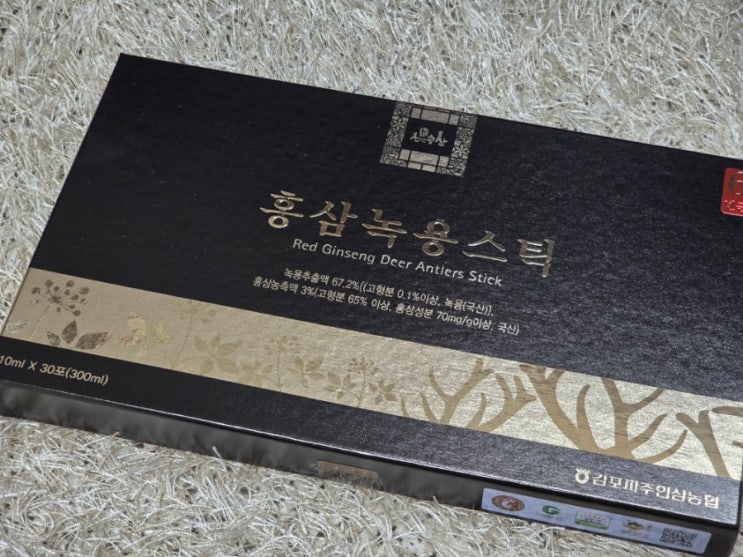 홍삼녹용스틱
Red Ginseng Deer Antlers Stick
녹용추출액 67.2%[(고형분 0.1%이상, 녹용(국산)],
홍삼농축액 3%(고형분 65% 이상, 홍삼성분 70mg/g이상, 국산)
10ml X 30포(300ml)
김포파주인삼농협